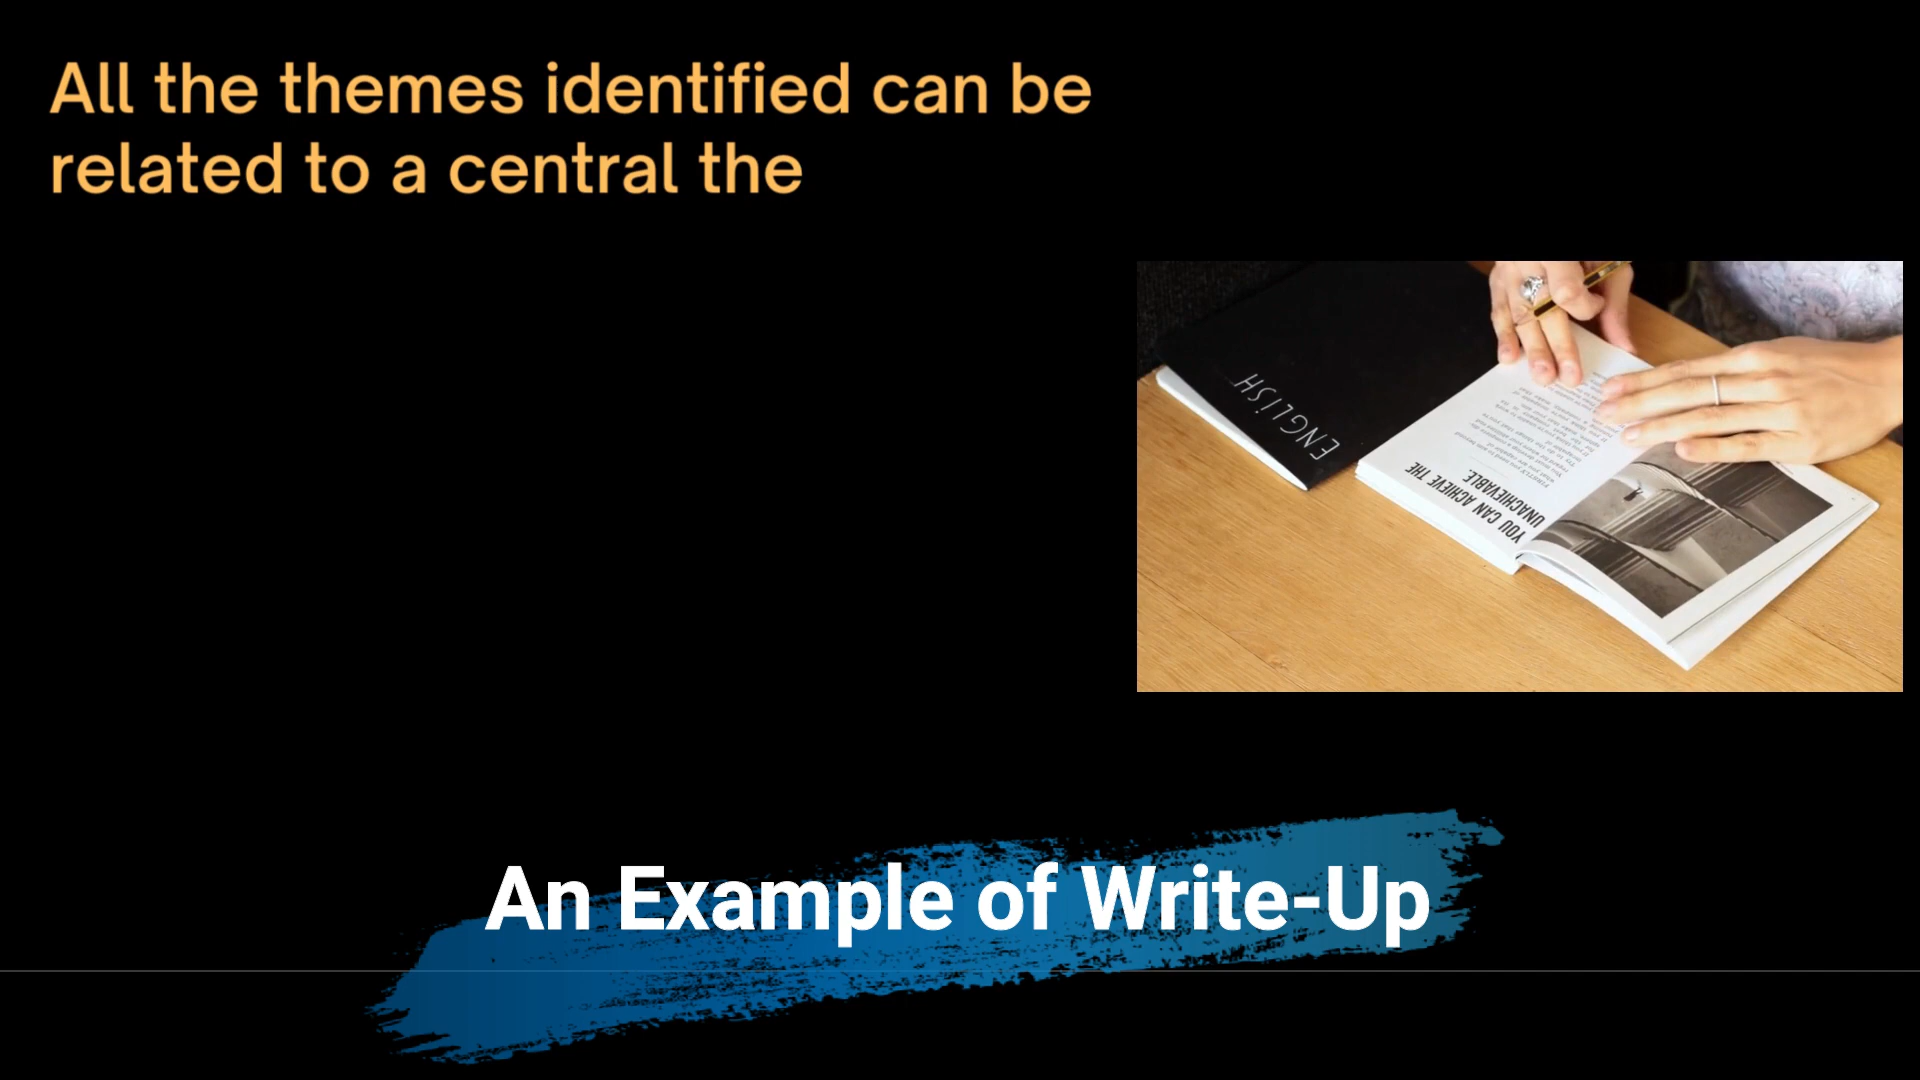 All the themes identified can be
related to a central the
ENGLISH
YOU CAN ACHIEVE THE
UNACHIEVABLE.
An Example of Write-Up